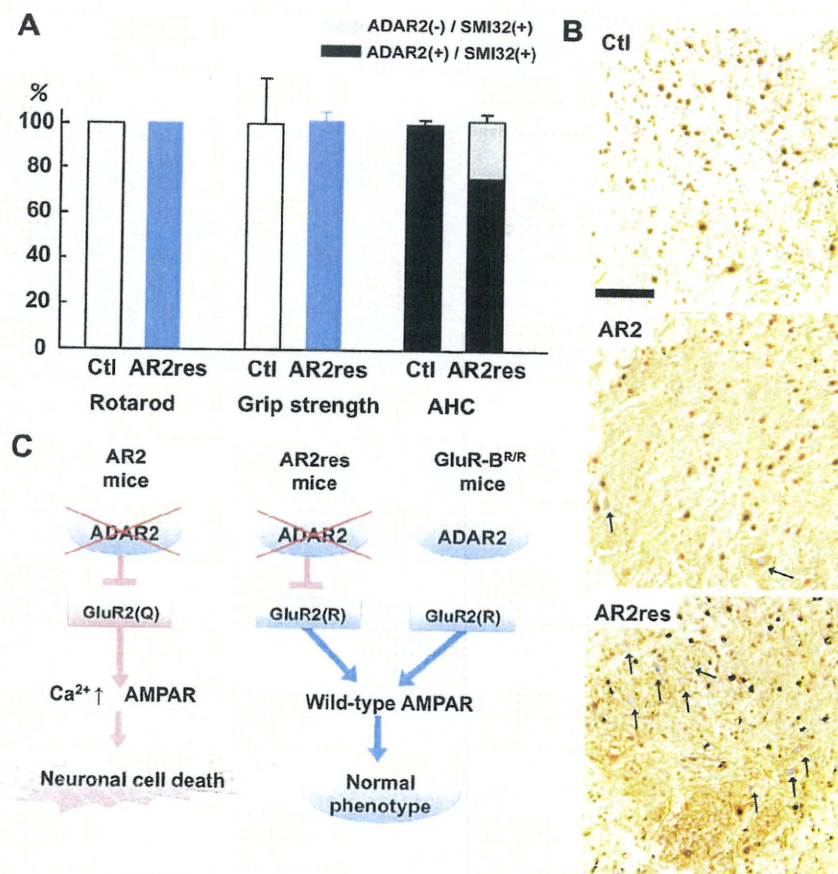 A
ADAR2(-) / SMI32(+)
ADAR2(+) / SMI32(+)
%
100
80
60
40
20
0
Ctl AR2res Ctl AR2res Ctl AR2res
Rotarod Grip strength AHC
B
Ctl
AR2
AR2res
C
AR2
mice
AR2res
mice
GluR-B^R/R
mice
ADAR2 ADAR2 ADAR2
GluR2(Q) GluR2(R) GluR2(R)
Ca2+ ↑ AMPAR
Wild-type AMPAR
Neuronal cell death
Normal
phenotype